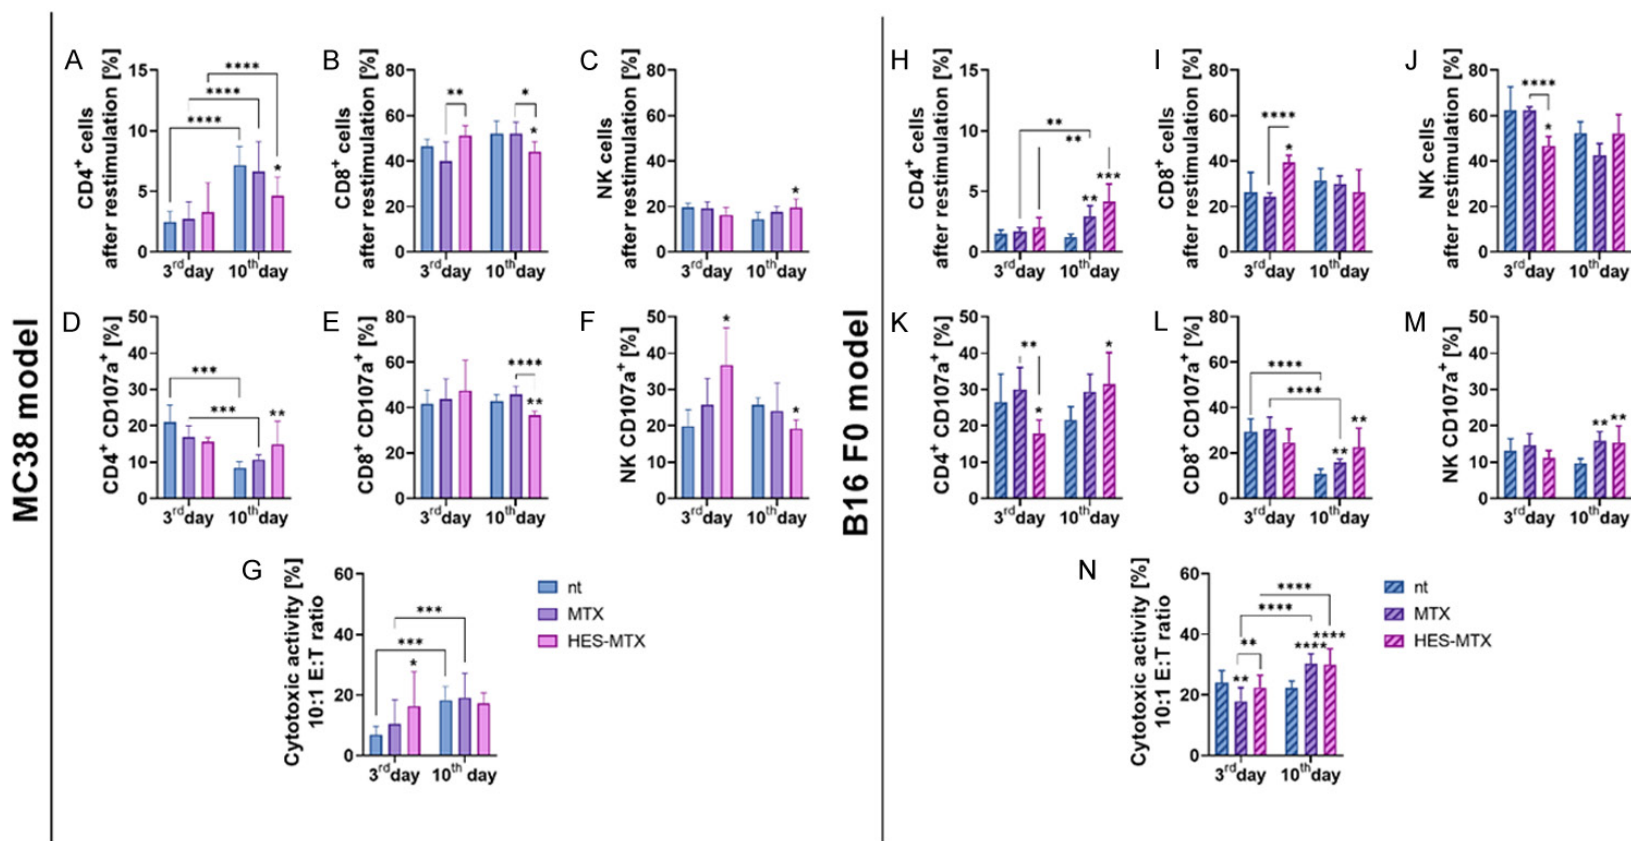 MC38 model
A
CD4+ cells
after restimulation [%]
15
10
5
0
****
****
****
*
3rd day
10th day
B
CD8+ cells
after restimulation [%]
80
60
40
20
0
**
*
*
3rd day
10th day
C
NK cells
after restimulation [%]
80
60
40
20
0
*
3rd day
10th day
D
CD4+ CD107a+ [%]
50
40
30
20
10
0
***
***
**
3rd day
10th day
E
CD8+ CD107a+ [%]
80
60
40
20
0
****
**
3rd day
10th day
F
NK CD107a+ [%]
50
40
30
20
10
0
*
*
3rd day
10th day
G
Cytotoxic activity [%]
10:1 E:T ratio
60
40
20
0
***
***
*
3rd day
10th day
nt
MTX
HES-MTX
B16 F0 model
H
CD4+ cells
after restimulation [%]
15
10
5
0
**
**
**
***
3rd day
10th day
I
CD8+ cells
after restimulation [%]
80
60
40
20
0
****
*
3rd day
10th day
J
NK cells
after restimulation [%]
80
60
40
20
0
****
*
3rd day
10th day
K
CD4+ CD107a+ [%]
50
40
30
20
10
0
**
*
*
3rd day
10th day
L
CD8+ CD107a+ [%]
80
60
40
20
0
****
****
**
**
3rd day
10th day
M
NK CD107a+ [%]
50
40
30
20
10
0
**
**
3rd day
10th day
N
Cytotoxic activity [%]
10:1 E:T ratio
60
40
20
0
****
****
**
**
****
****
3rd day
10th day
nt
MTX
HES-MTX